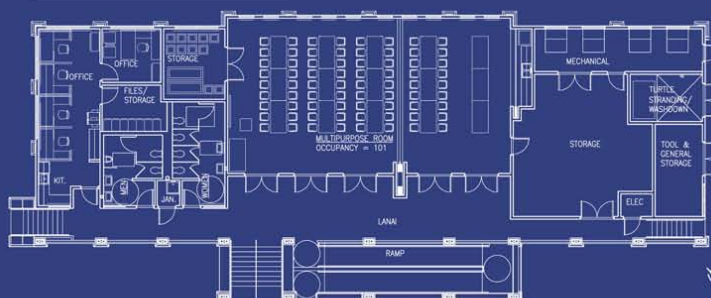 OFFICE
OFFICE
STORAGE
FILES/
STORAGE
KIT.
MEN
JAN.
WOMEN
MULTIPURPOSE ROOM
OCCUPANCY = 101
MECHANICAL
TURTLE
STRANDING/
WASHDOWN
STORAGE
TOOL &
GENERAL
STORAGE
ELEC
LANAI
RAMP